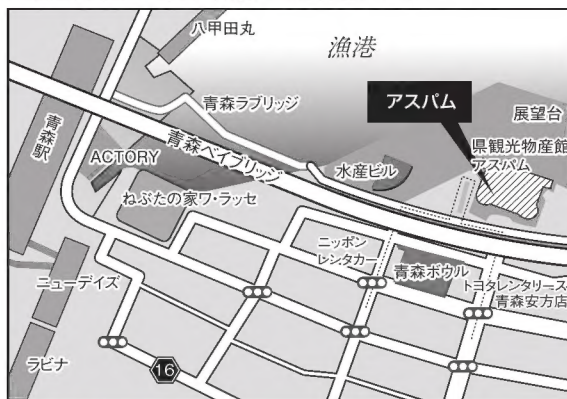 八甲田丸
漁港
青森ラブリッジ
アスパム
展望台
県観光物産館
アスパム
青森駅
ACTORY
青森ベイブリッジ
水産ビル
ねぶたの家ワ・ラッセ
ニッポン
レンタカー
青森ボウル
トヨタレンタリース
青森安方店
ニューデイズ
ラビナ
16